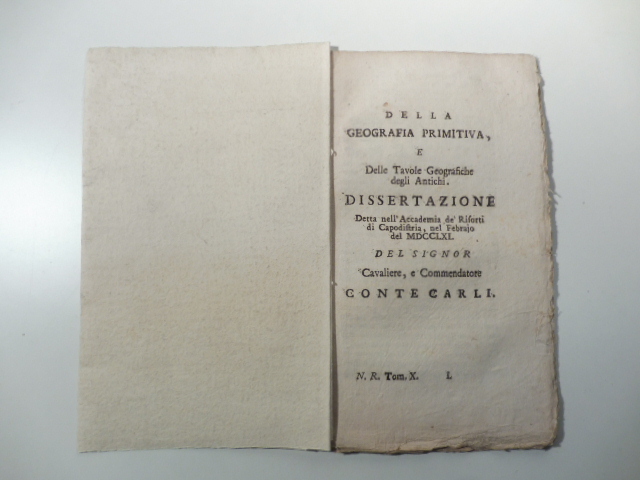 DELLA
GEOGRAFIA PRIMITIVA,
E
Delle Tavole Geografiche
degli Antichi.
DISSERTAZIONE
Detta nell'Accademia de' Risorti
di Capodistria, nel Febrajo
del MDCCLXI.
DEL SIGNOR
Cavaliere, e Commendatore
CONTE CARLI.
N. R. Tom. X. L